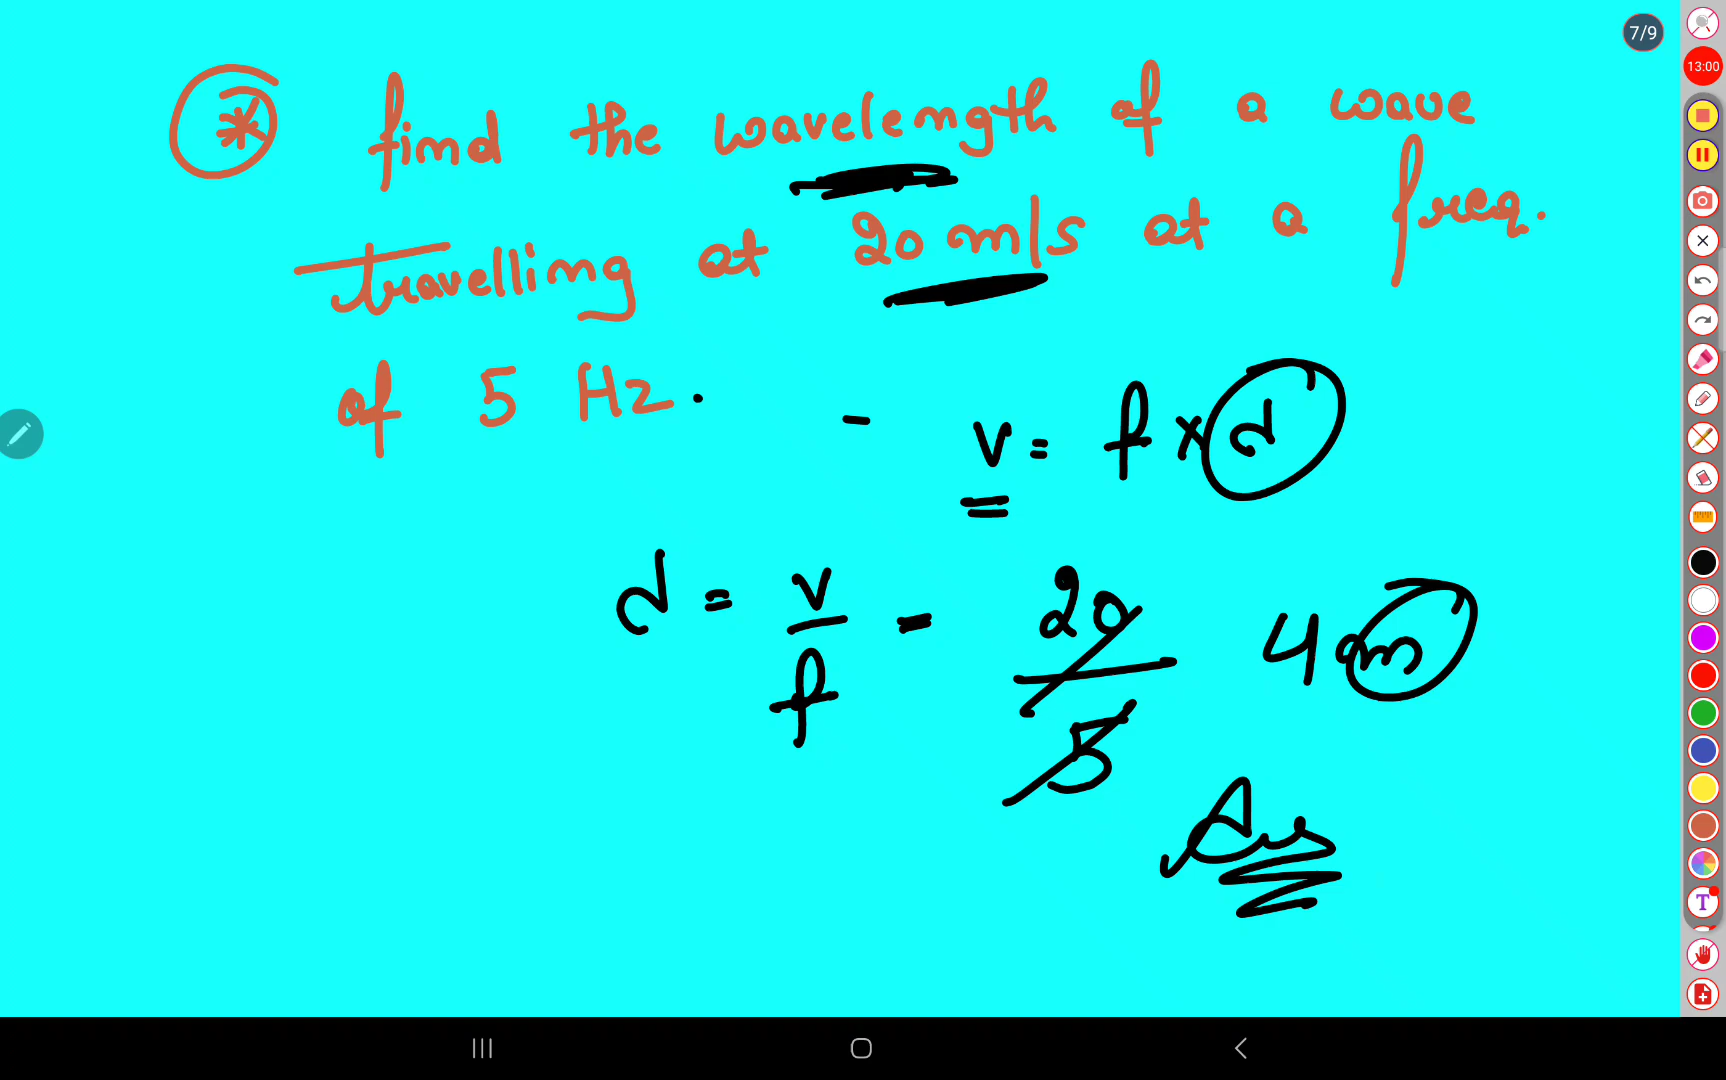 7/9
13:00
* find the wavelength of a wave
travelling at 20 m/s at a freq.
of 5 Hz.
- v = f × λ
λ = v/f = 20/5 4 m
Ans
T